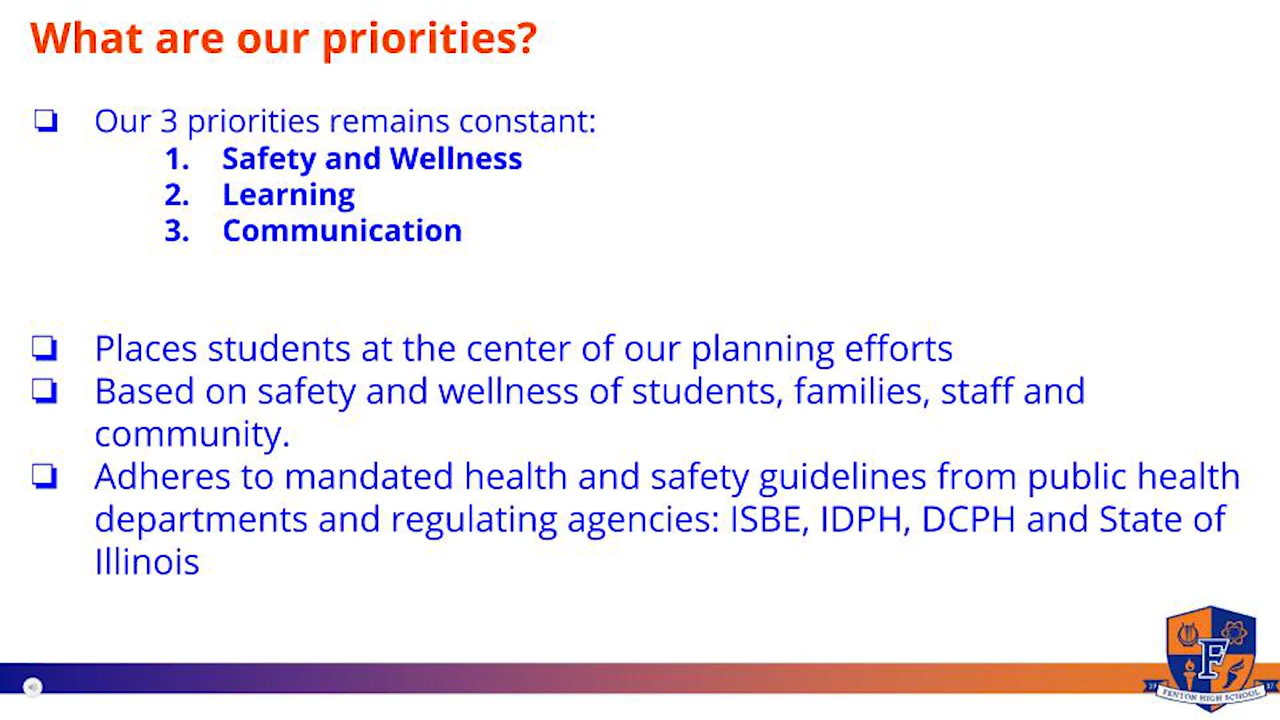 What are our priorities?
❏ Our 3 priorities remains constant:
1. Safety and Wellness
2. Learning
3. Communication
❏ Places students at the center of our planning efforts
❏ Based on safety and wellness of students, families, staff and
community.
❏ Adheres to mandated health and safety guidelines from public health
departments and regulating agencies: ISBE, IDPH, DCPH and State of
Illinois
F
FENTON HIGH SCHOOL